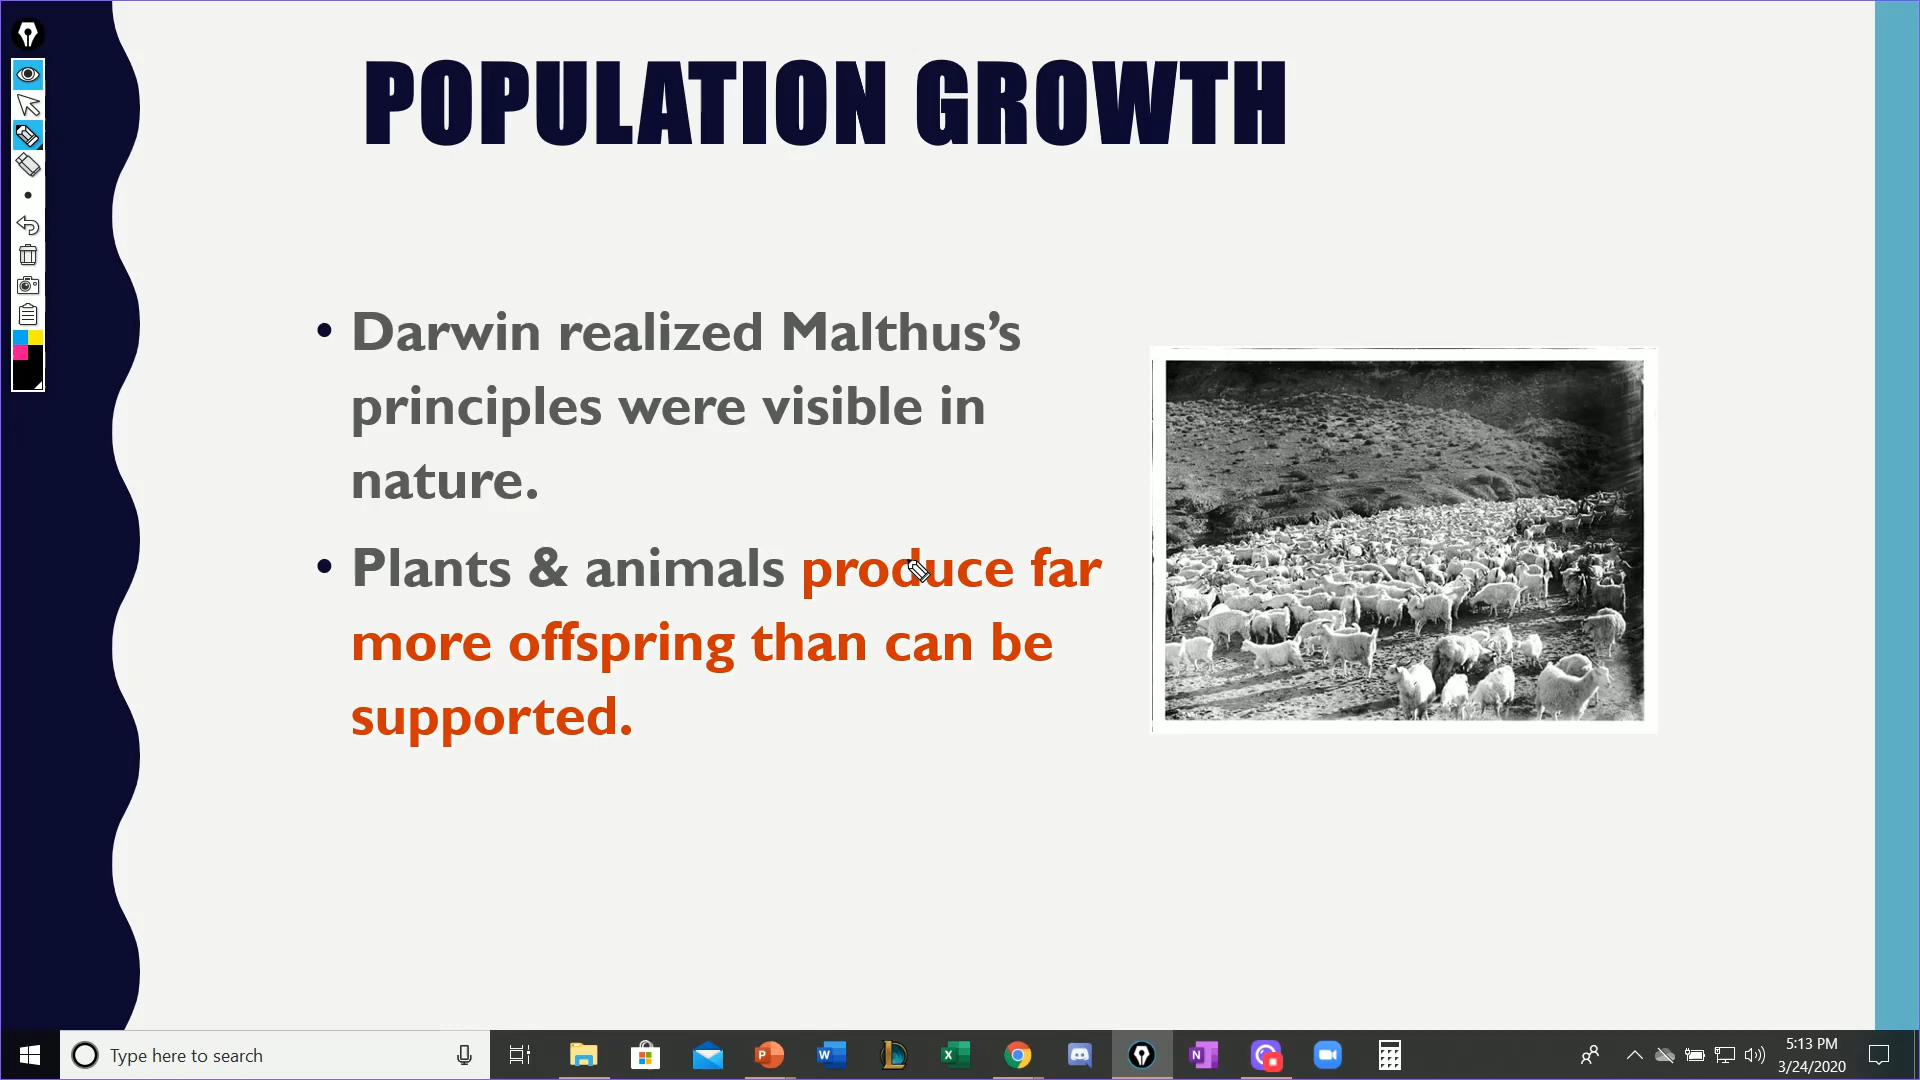 POPULATION GROWTH
• Darwin realized Malthus’s
principles were visible in
nature.
• Plants & animals produce far
more offspring than can be
supported.
Type here to search
5:13 PM
3/24/2020